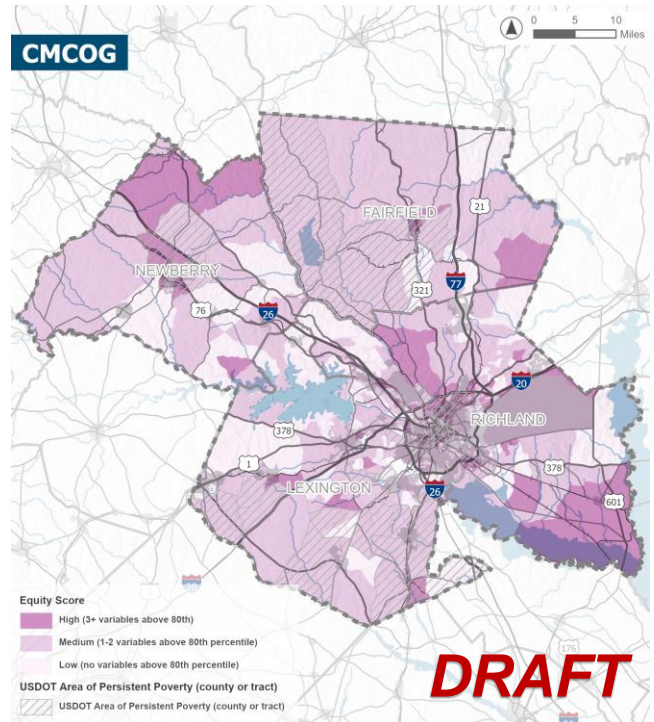 CMCOG
0 5 10
Miles
FAIRFIELD
21
NEWBERRY
77
321
76
26
20
RICHLAND
378
378
1
LEXINGTON
26
601
Equity Score
High (3+ variables above 80th)
Medium (1-2 variables above 80th percentile)
Low (no variables above 80th percentile)
USDOT Area of Persistent Poverty (county or tract)
USDOT Area of Persistent Poverty (county or tract)
176
DRAFT